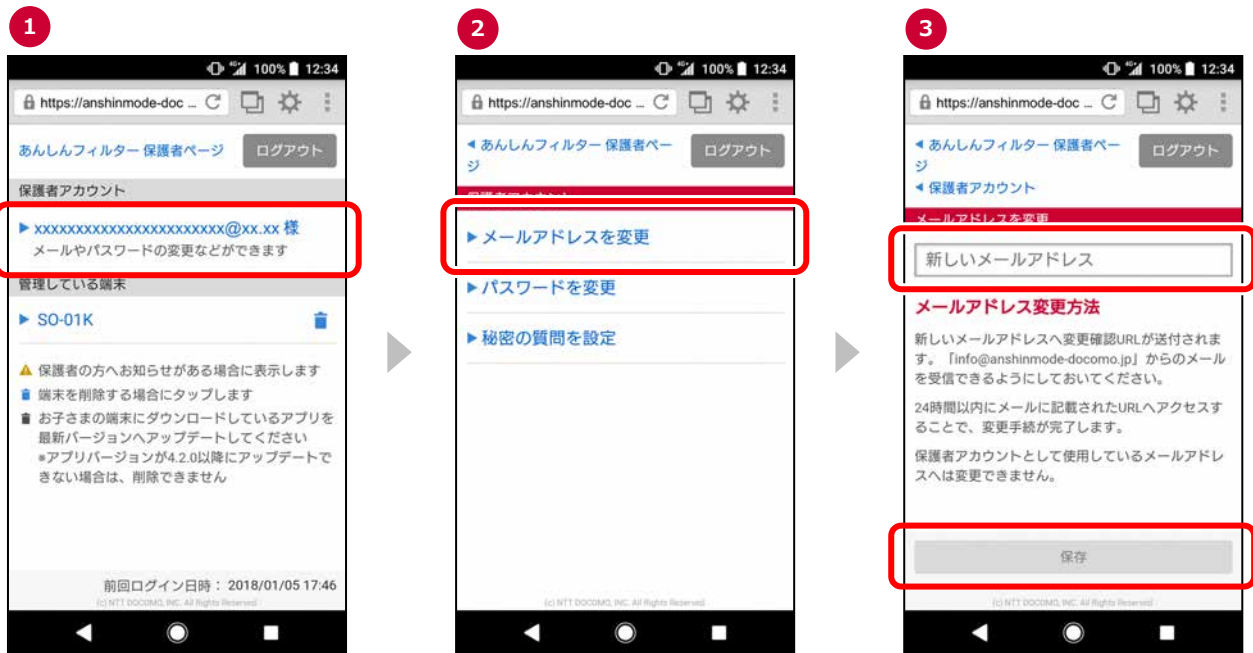 1
100% 12:34
https://anshinmode-doc ...
あんしんフィルター 保護者ページ
ログアウト
保護者アカウント
▶ xxxxxxxxxxxxxxxxxxxxxxx@xx.xx 様
メールやパスワードの変更などができます
管理している端末
▶ SO-01K
保護者の方へお知らせがある場合に表示します
端末を削除する場合にタップします
お子さまの端末にダウンロードしているアプリを
最新バージョンへアップデートしてください
※アプリバージョンが4.2.0以降にアップデートで
きない場合は、削除できません
前回ログイン日時： 2018/01/05 17:46
(c) NTT DOCOMO, INC. All Rights Reserved.
2
100% 12:34
https://anshinmode-doc ...
◀ あんしんフィルター 保護者ペー
ジ
ログアウト
保護者アカウント
▶ メールアドレスを変更
▶ パスワードを変更
▶ 秘密の質問を設定
(c) NTT DOCOMO, INC. All Rights Reserved.
3
100% 12:34
https://anshinmode-doc ...
◀ あんしんフィルター 保護者ペー
ジ
ログアウト
◀ 保護者アカウント
メールアドレスを変更
新しいメールアドレス
メールアドレス変更方法
新しいメールアドレスへ変更確認URLが送付されま
す。「info@anshinmode-docomo.jp」からのメール
を受信できるようにしておいてください。
24時間以内にメールに記載されたURLへアクセスす
ることで、変更手続が完了します。
保護者アカウントとして使用しているメールアドレ
スへは変更できません。
保存
(c) NTT DOCOMO, INC. All Rights Reserved.